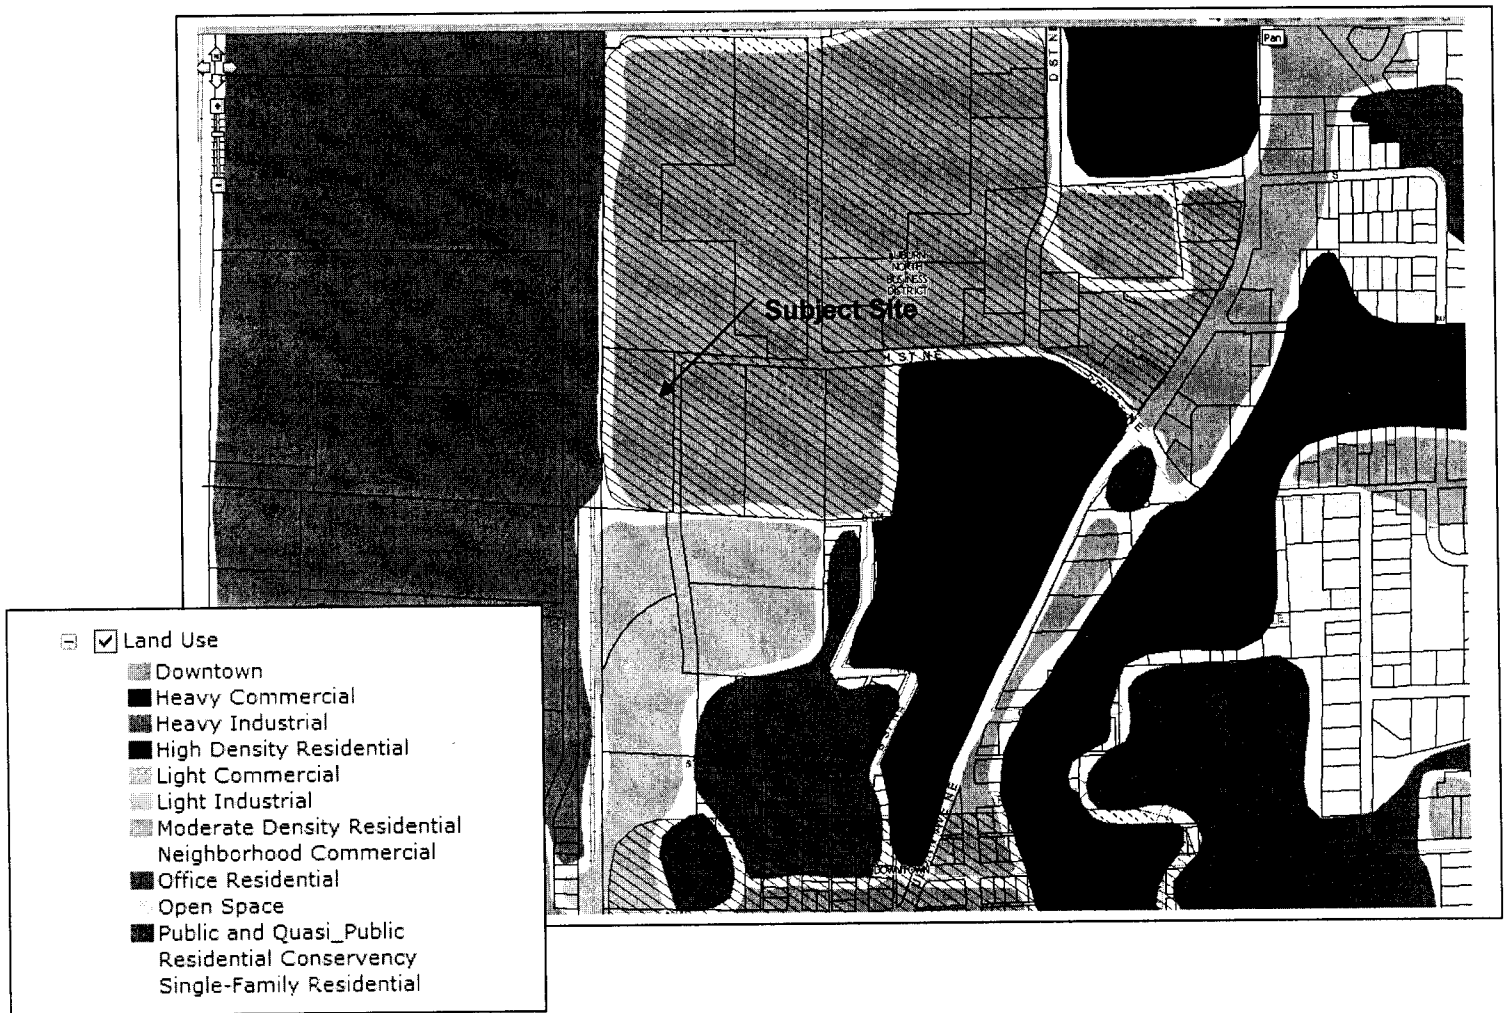 Pan
D ST N
AUBURN
NORTH
BUSINESS
DISTRICT
Subject Site
H ST NE
DOWNTOWN
Land Use
Downtown
Heavy Commercial
Heavy Industrial
High Density Residential
Light Commercial
Light Industrial
Moderate Density Residential
Neighborhood Commercial
Office Residential
Open Space
Public and Quasi_Public
Residential Conservency
Single-Family Residential